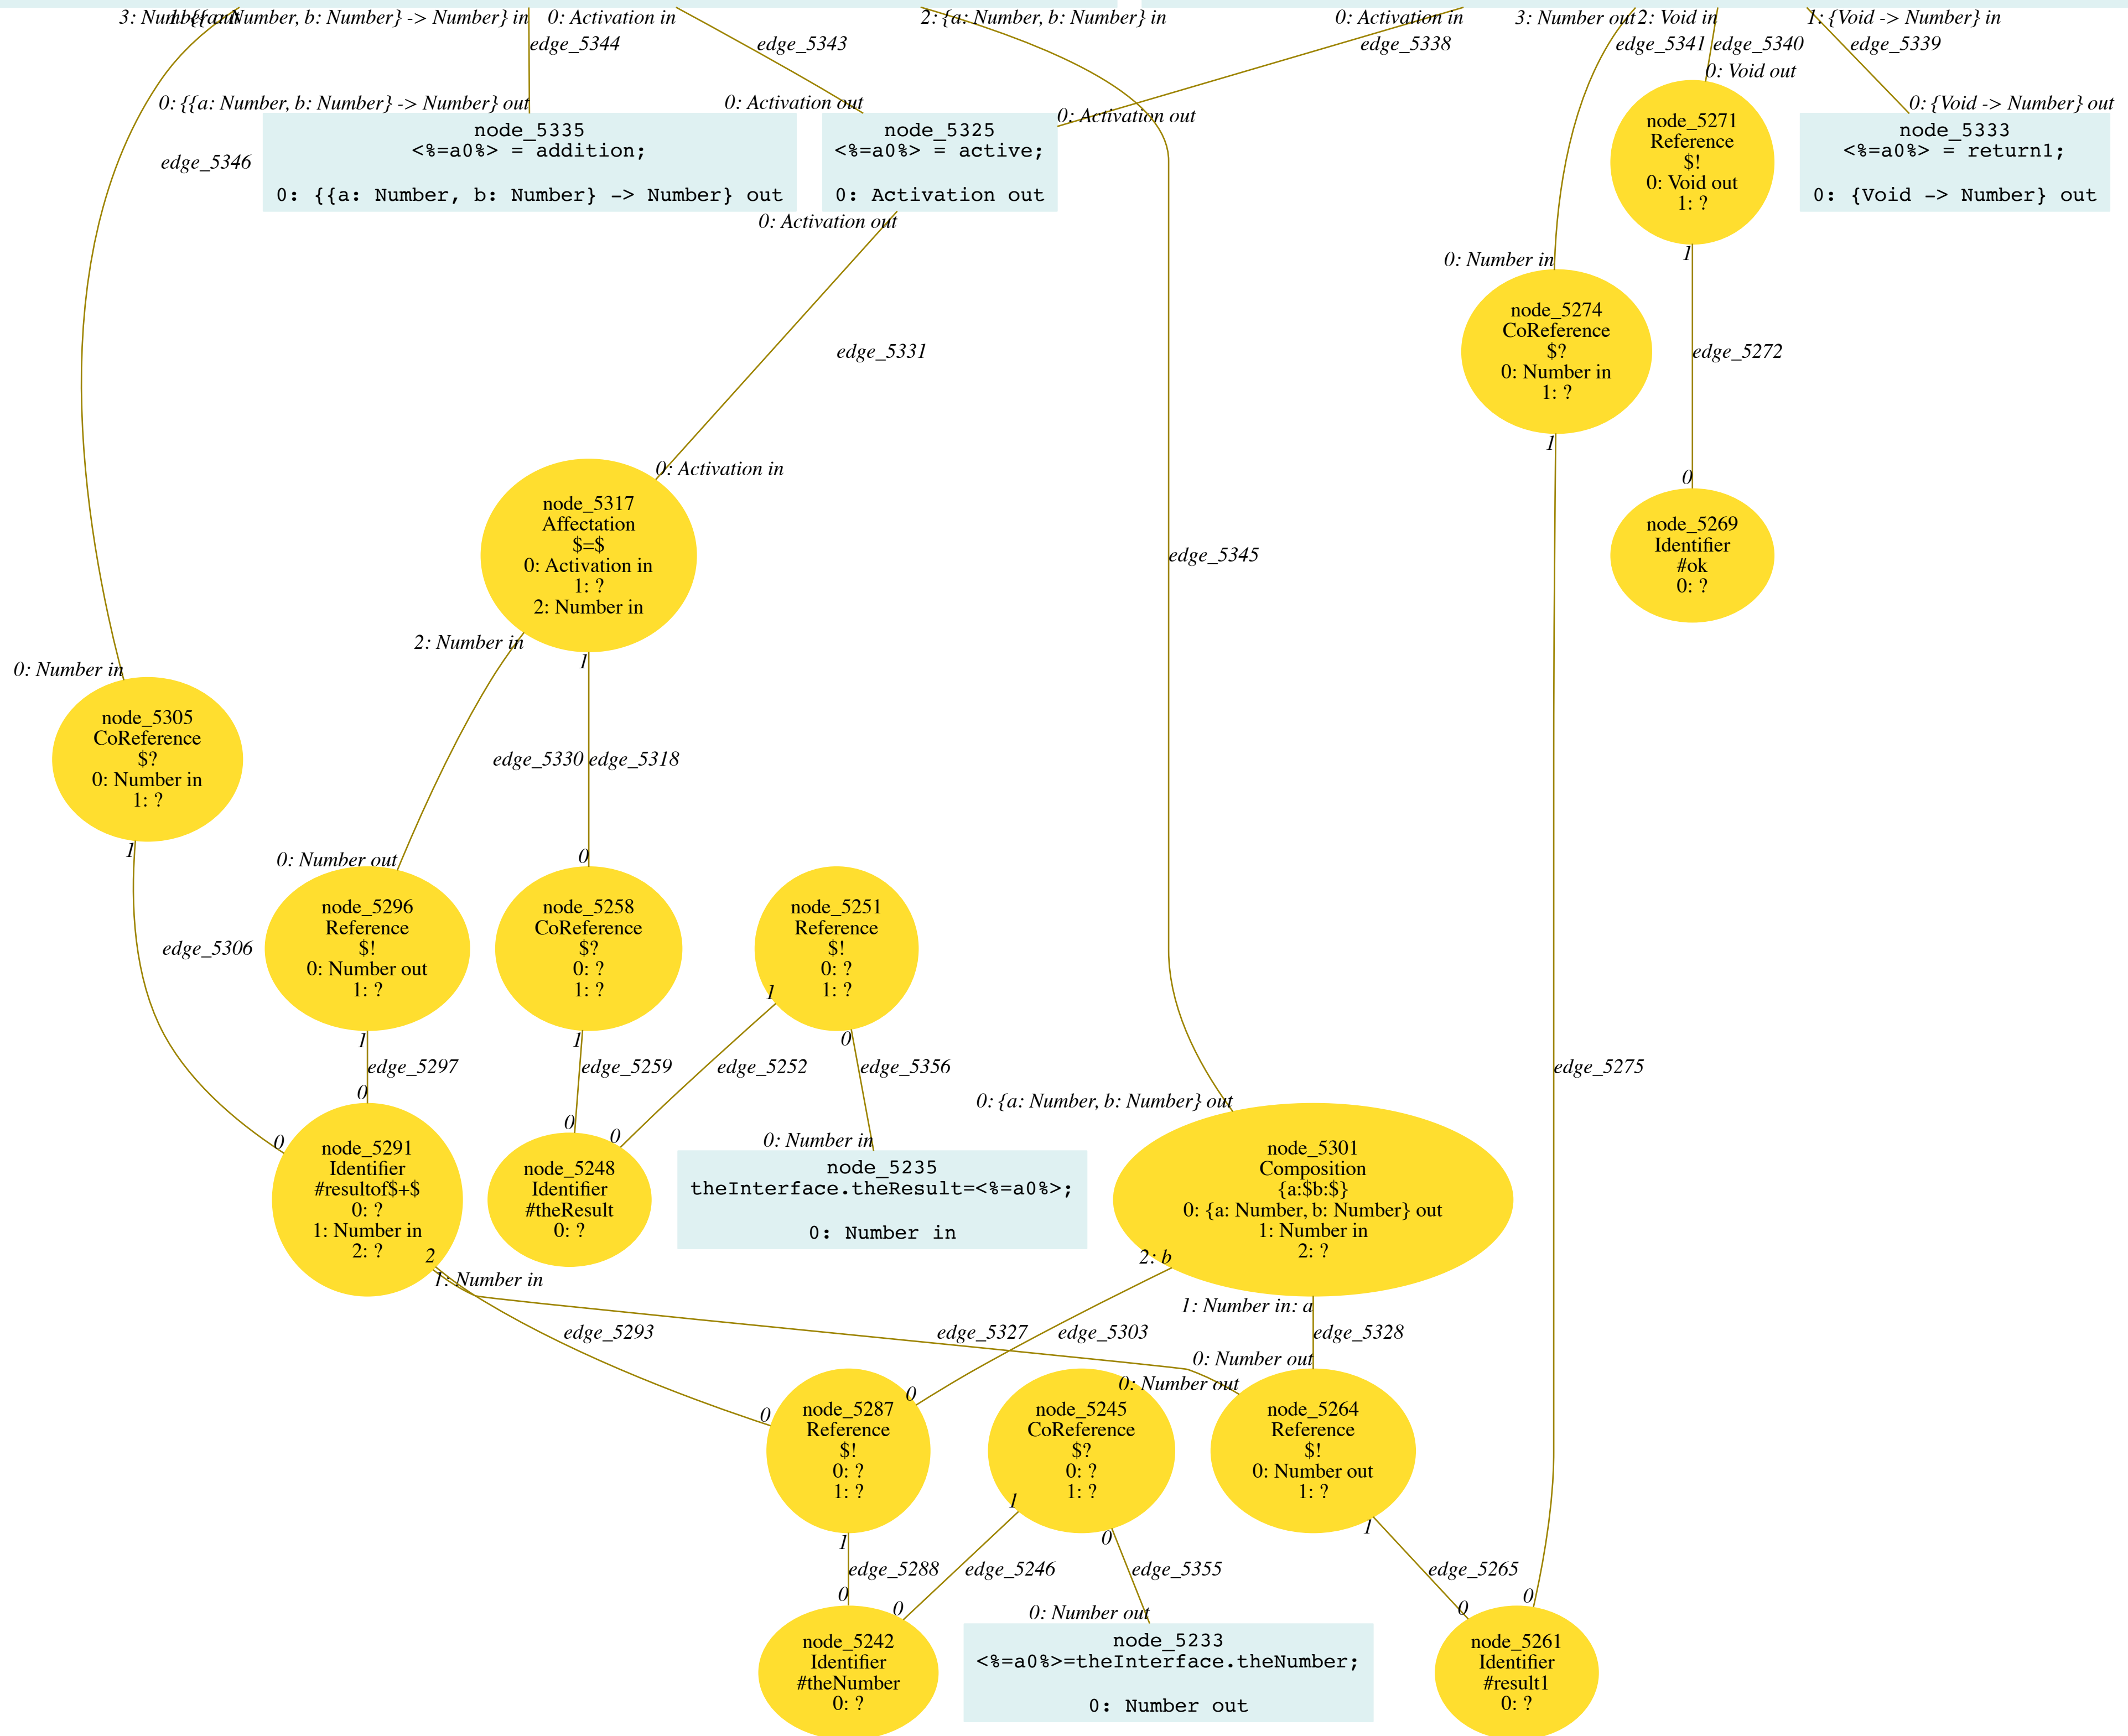 3: Number out
1: {{a: Number, b: Number} -> Number} in
0: Activation in
2: {a: Number, b: Number} in
0: Activation in
3: Number out
2: Void in
1: {Void -> Number} in
edge_5344
edge_5343
edge_5338
edge_5341
edge_5340
edge_5339
0: Void out
0: {{a: Number, b: Number} -> Number} out
0: Activation out
0: Activation out
0: {Void -> Number} out
edge_5346
node_5335
<%=a0%> = addition;
0: {{a: Number, b: Number} -> Number} out
node_5325
<%=a0%> = active;
0: Activation out
node_5271
Reference
$!
0: Void out
1: ?
node_5333
<%=a0%> = return1;
0: {Void -> Number} out
0: Activation out
1
0: Number in
node_5274
CoReference
$?
0: Number in
1: ?
edge_5331
edge_5272
1
0
0: Activation in
node_5317
Affectation
$=$
0: Activation in
1: ?
2: Number in
edge_5345
node_5269
Identifier
#ok
0: ?
2: Number in
1
0: Number in
node_5305
CoReference
$?
0: Number in
1: ?
edge_5330
edge_5318
1
0: Number out
0
node_5296
Reference
$!
0: Number out
1: ?
node_5258
CoReference
$?
0: ?
1: ?
node_5251
Reference
$!
0: ?
1: ?
1
edge_5306
1
1
0
edge_5297
edge_5259
edge_5252
edge_5356
edge_5275
0
0: {a: Number, b: Number} out
0
0
0
0: Number in
node_5291
Identifier
#resultof$+$
0: ?
1: Number in
2: ?
node_5248
Identifier
#theResult
0: ?
node_5235
theInterface.theResult=<%=a0%>;
0: Number in
node_5301
Composition
{a:$b:$}
0: {a: Number, b: Number} out
1: Number in
2: ?
2
1: Number in
2: b
1: Number in: a
edge_5293
edge_5327
edge_5303
edge_5328
0: Number out
0: Number out
0
0
node_5287
Reference
$!
0: ?
1: ?
node_5245
CoReference
$?
0: ?
1: ?
1
node_5264
Reference
$!
0: Number out
1: ?
1
0
1
edge_5288
edge_5246
edge_5355
edge_5265
0
0
0: Number out
0
0
node_5242
Identifier
#theNumber
0: ?
node_5233
<%=a0%>=theInterface.theNumber;
0: Number out
node_5261
Identifier
#result1
0: ?